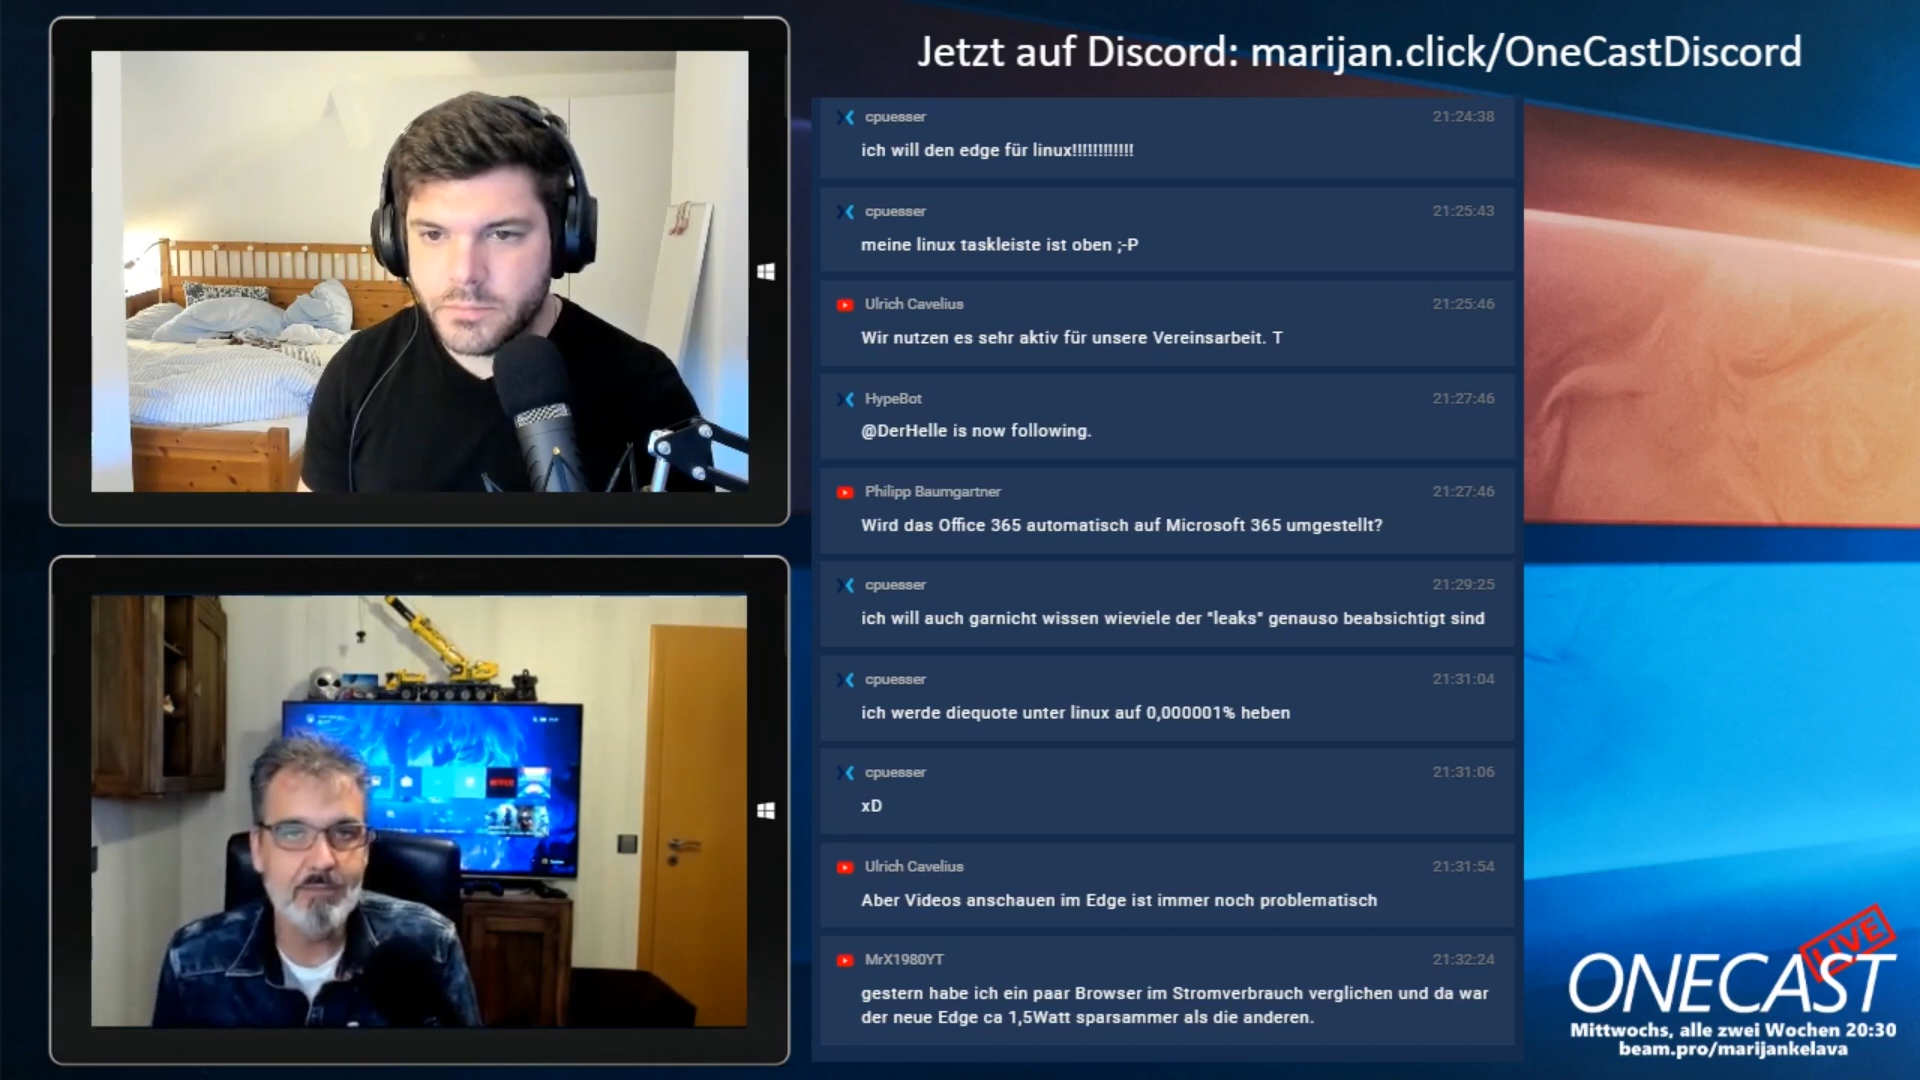 Jetzt auf Discord: marijan.click/OneCastDiscord
cpuesser 21:24:38
ich will den edge für linux!!!!!!!!!!!!
cpuesser 21:25:43
meine linux taskleiste ist oben ;-P
Ulrich Cavelius 21:25:46
Wir nutzen es sehr aktiv für unsere Vereinsarbeit. T
HypeBot 21:27:46
@DerHelle is now following.
Philipp Baumgartner 21:27:46
Wird das Office 365 automatisch auf Microsoft 365 umgestellt?
cpuesser 21:29:25
ich will auch garnicht wissen wieviele der "leaks" genauso beabsichtigt sind
cpuesser 21:31:04
ich werde diequote unter linux auf 0,000001% heben
cpuesser 21:31:06
xD
Ulrich Cavelius 21:31:54
Aber Videos anschauen im Edge ist immer noch problematisch
MrX1980YT 21:32:24
gestern habe ich ein paar Browser im Stromverbrauch verglichen und da war
der neue Edge ca 1,5Watt sparsammer als die anderen.
NETFLIX
LIVE
ONECAST
Mittwochs, alle zwei Wochen 20:30
beam.pro/marijankelava